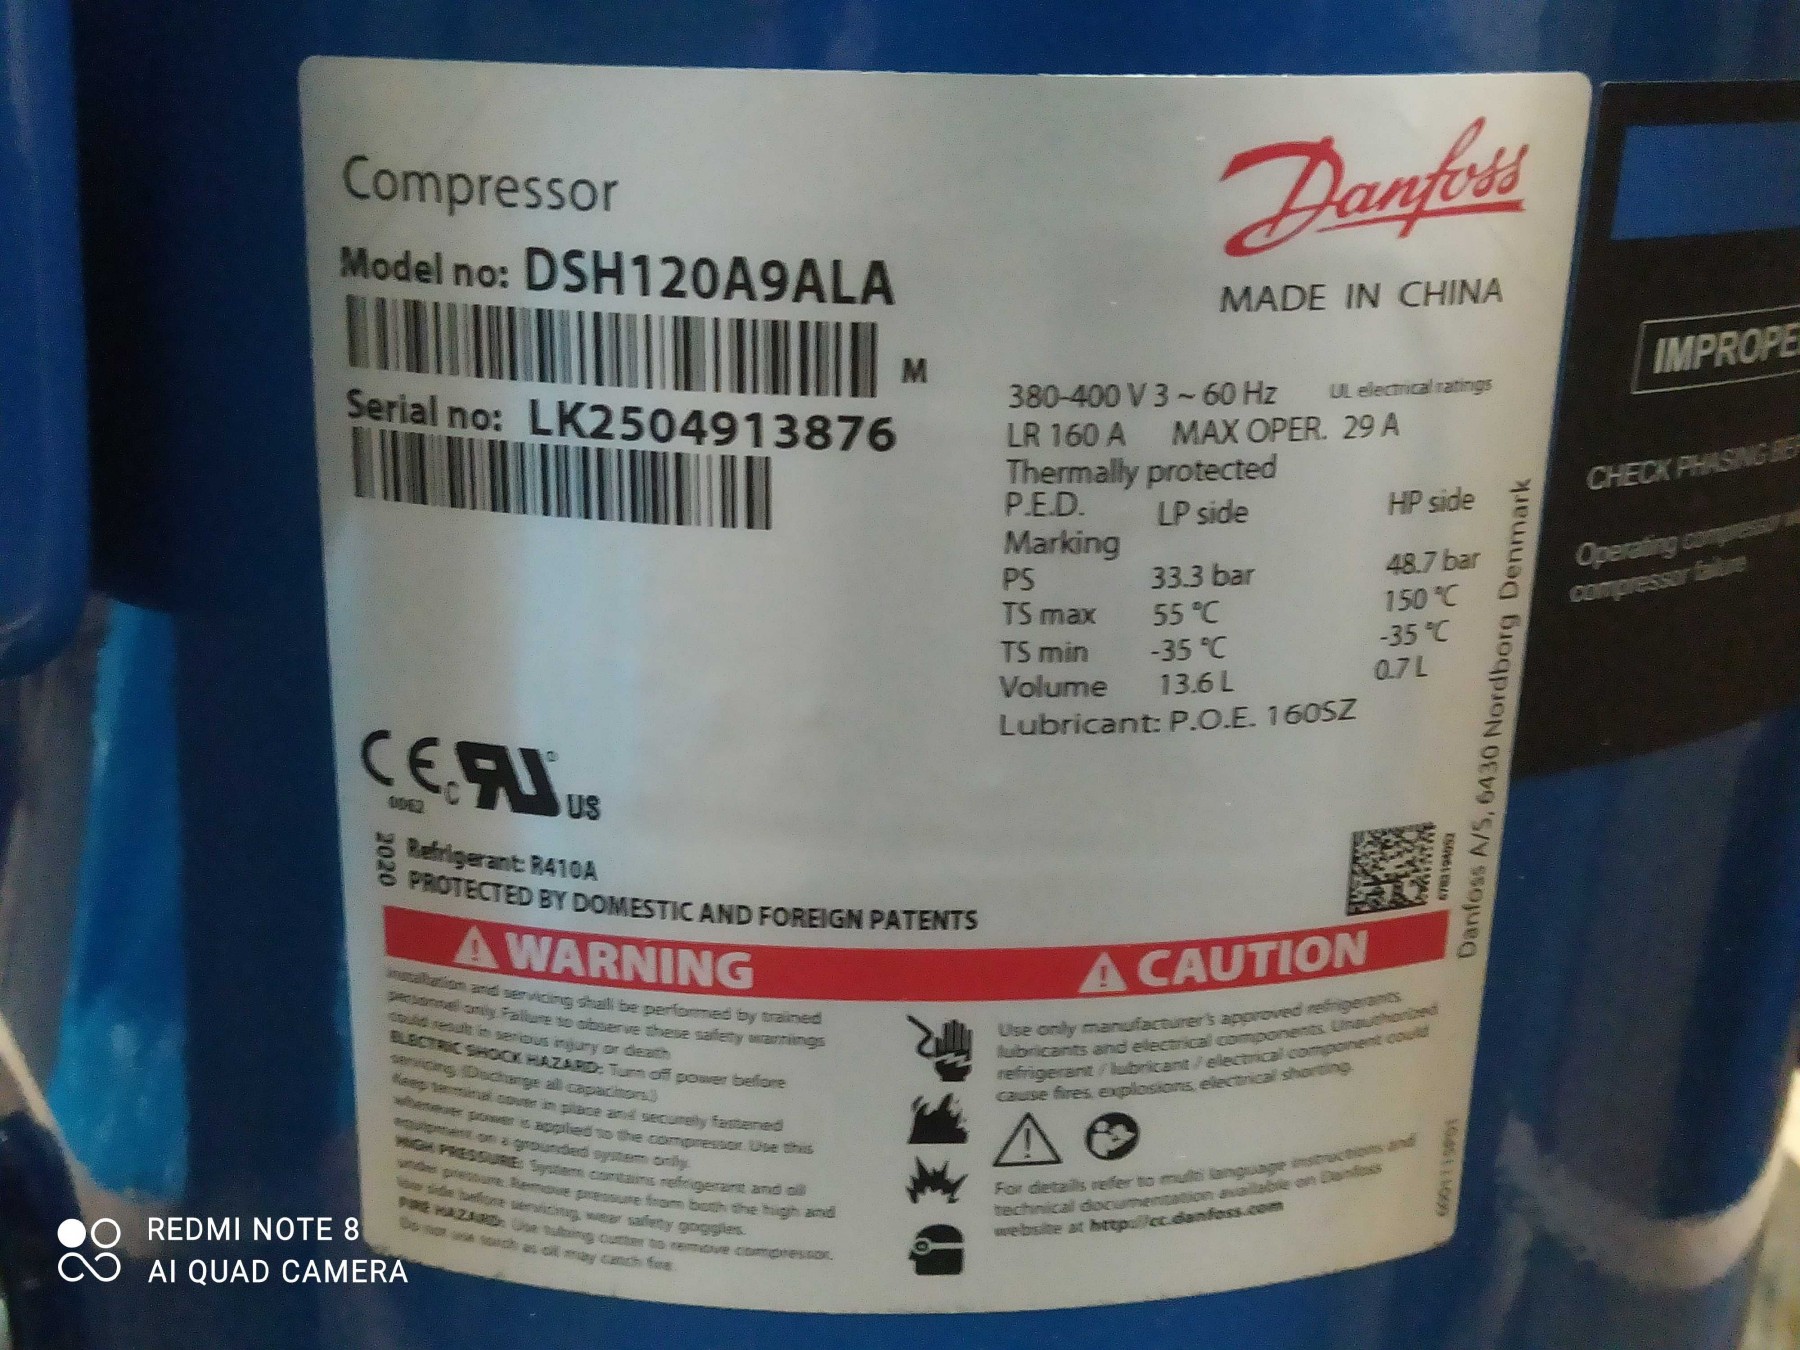 Compressor
Danfoss
Model no: DSH120A9ALA
MADE IN CHINA
M
Serial no: LK2504913876
380-400 V 3 ~ 60 Hz UL electrical ratings
LR 160 A MAX OPER. 29 A
Thermally protected
P.E.D. LP side HP side
Marking
PS 33.3 bar 48.7 bar
TS max 55 °C 150 °C
TS min -35 °C -35 °C
Volume 13.6 L 0.7 L
Lubricant: P.O.E. 160SZ
Danfoss A/S, 6430 Nordborg Denmark
CE
0062
C RU ® US
2020
Refrigerant: R410A
PROTECTED BY DOMESTIC AND FOREIGN PATENTS
WARNING
Installation and servicing shall be performed by trained
personnel only. Failure to observe these safety warnings
could result in serious injury or death
ELECTRIC SHOCK HAZARD: Turn off power before
servicing. (Discharge all capacitors.)
Keep terminal cover in place and securely fastened
whenever power is applied to the compressor. Use this
equipment on a grounded system only.
HIGH PRESSURE: System contains refrigerant and oil
under pressure. Remove pressure from both the high and
low side before servicing, wear safety goggles.
FIRE HAZARD: Use tubing cutter to remove compressor.
Do not use torch as oil may catch fire
CAUTION
Use only manufacturer's approved refrigerants,
lubricants and electrical components. Unauthorized
refrigerant / lubricant / electrical component could
cause fires, explosions, electrical shorting.
For details refer to multi language instructions and
technical documentation available on Danfoss
website at http://cc.danfoss.com
IMPROPE
CHECK PHASING BEF
Operating compressor
compressor failure
REDMI NOTE 8
AI QUAD CAMERA